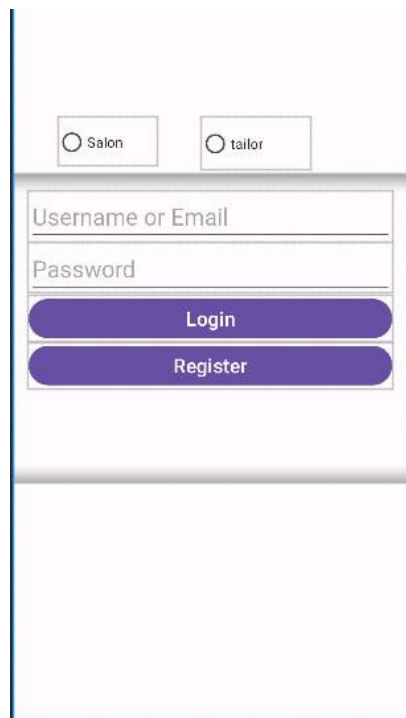 Salon tailor
Username or Email
Password
Login
Register